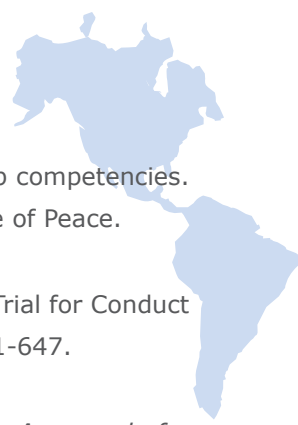 competencies.
of Peace.
Trial for Conduct
1-647.